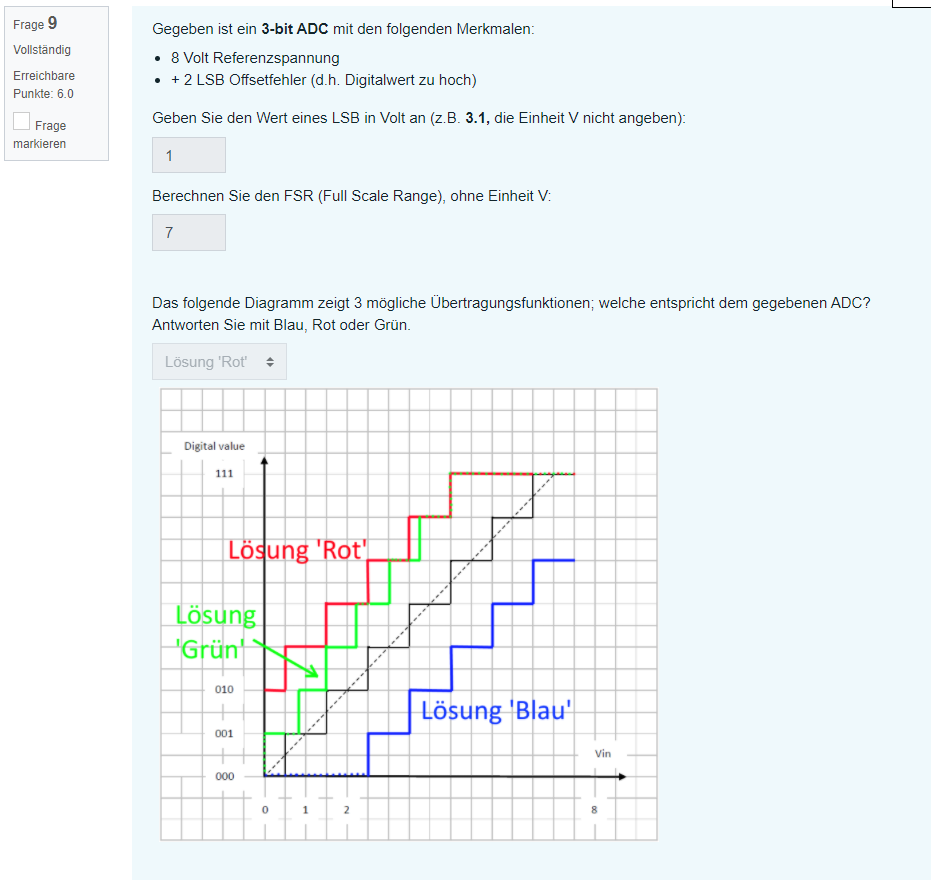 Frage 9
Vollständig
Erreichbare
Punkte: 6.0
Frage
markieren
Gegeben ist ein 3-bit ADC mit den folgenden Merkmalen:
• 8 Volt Referenzspannung
• + 2 LSB Offsetfehler (d.h. Digitalwert zu hoch)
Geben Sie den Wert eines LSB in Volt an (z.B. 3.1, die Einheit V nicht angeben):
1
Berechnen Sie den FSR (Full Scale Range), ohne Einheit V:
7
Das folgende Diagramm zeigt 3 mögliche Übertragungsfunktionen; welche entspricht dem gegebenen ADC?
Antworten Sie mit Blau, Rot oder Grün.
Lösung 'Rot'
Digital value
111
Lösung 'Rot'
Lösung
'Grün'
010
Lösung 'Blau'
001
Vin
000
0 1 2 8